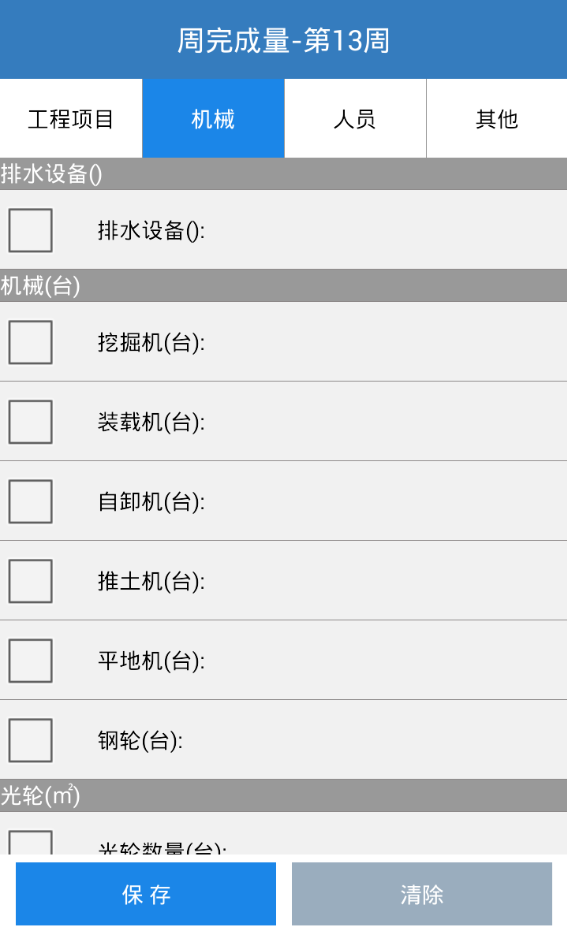 周完成量-第13周
工程项目
机械
人员
其他
排水设备()
排水设备():
机械(台)
挖掘机(台):
装载机(台):
自卸机(台):
推土机(台):
平地机(台):
钢轮(台):
光轮(㎡)
光轮数量(台):
保 存
清除